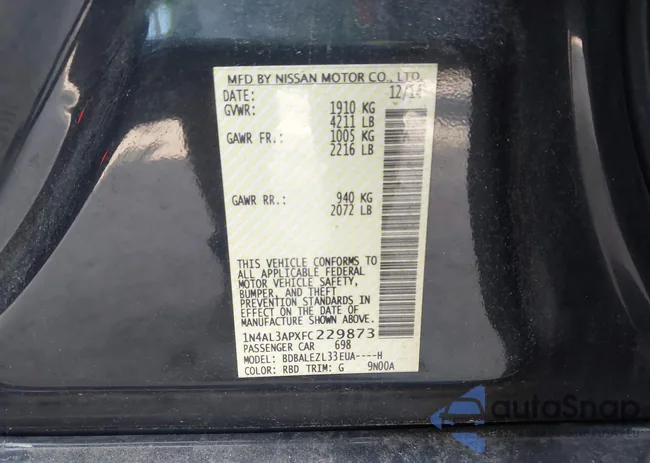 MFD BY NISSAN MOTOR CO., LTD.
DATE: 12/14
GVWR: 1910 KG
4211 LB
GAWR FR.: 1005 KG
2216 LB
GAWR RR.: 940 KG
2072 LB
THIS VEHICLE CONFORMS TO
ALL APPLICABLE FEDERAL
MOTOR VEHICLE SAFETY,
BUMPER, AND THEFT
PREVENTION STANDARDS IN
EFFECT ON THE DATE OF
MANUFACTURE SHOWN ABOVE.
1N4AL3APXFC229873
PASSENGER CAR 698
MODEL: BDBALEZL33EUA----H
COLOR: RBD TRIM: G 9N00A
autoSnap